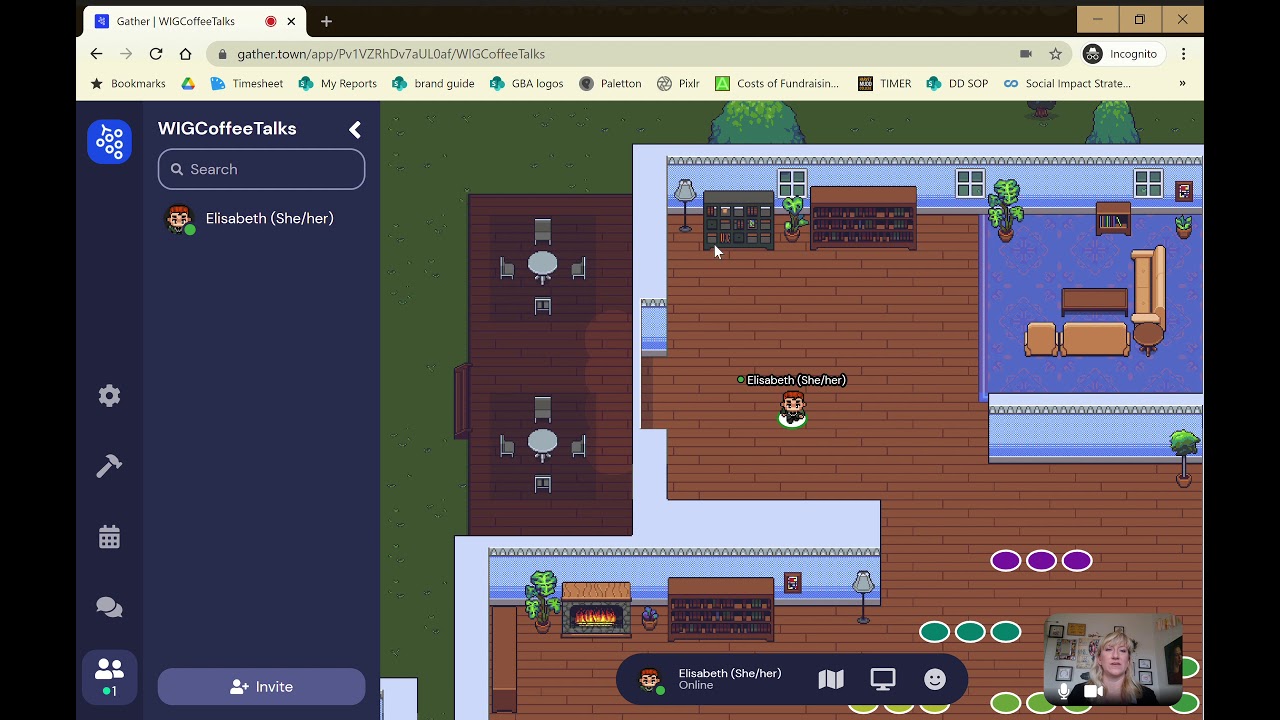 Gather | WIGCoffeeTalks
gather.town/app/Pv1VZRhDv7aUL0af/WIGCoffeeTalks
Incognito
Bookmarks Timesheet My Reports brand guide GBA logos Paletton Pixlr Costs of Fundraisin... TIMER DD SOP Social Impact Strate... »
WIGCoffeeTalks
Search
Elisabeth (She/her)
Elisabeth (She/her)
Elisabeth (She/her)
Online
1
Invite